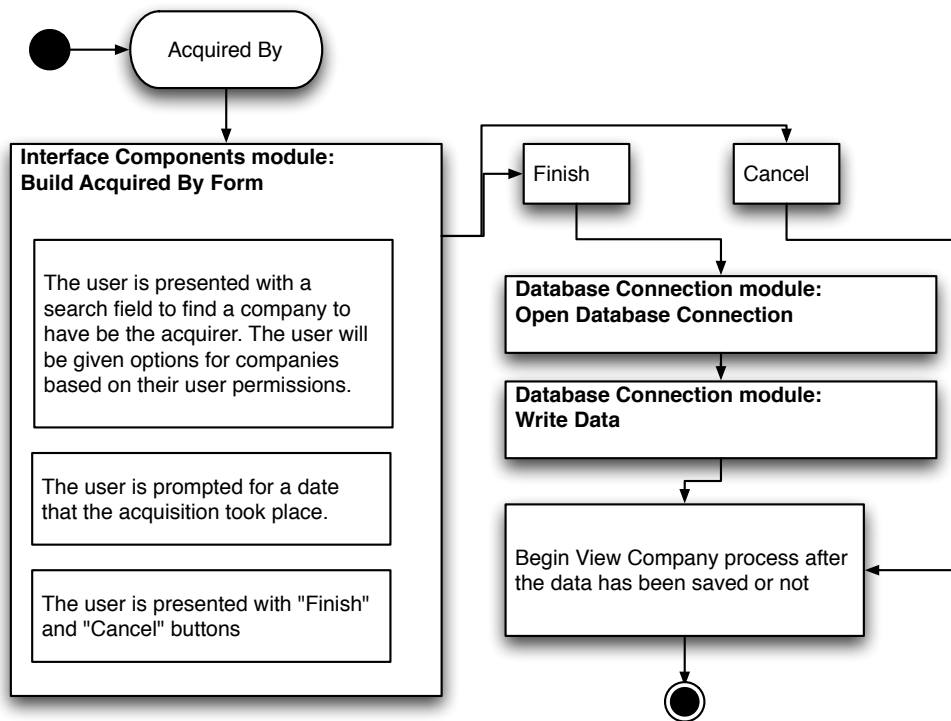 Acquired By
Interface Components module:
Build Acquired By Form
The user is presented with a
search field to find a company to
have be the acquirer. The user will
be given options for companies
based on their user permissions.
The user is prompted for a date
that the acquisition took place.
The user is presented with "Finish"
and "Cancel" buttons
Finish
Cancel
Database Connection module:
Open Database Connection
Database Connection module:
Write Data
Begin View Company process after
the data has been saved or not